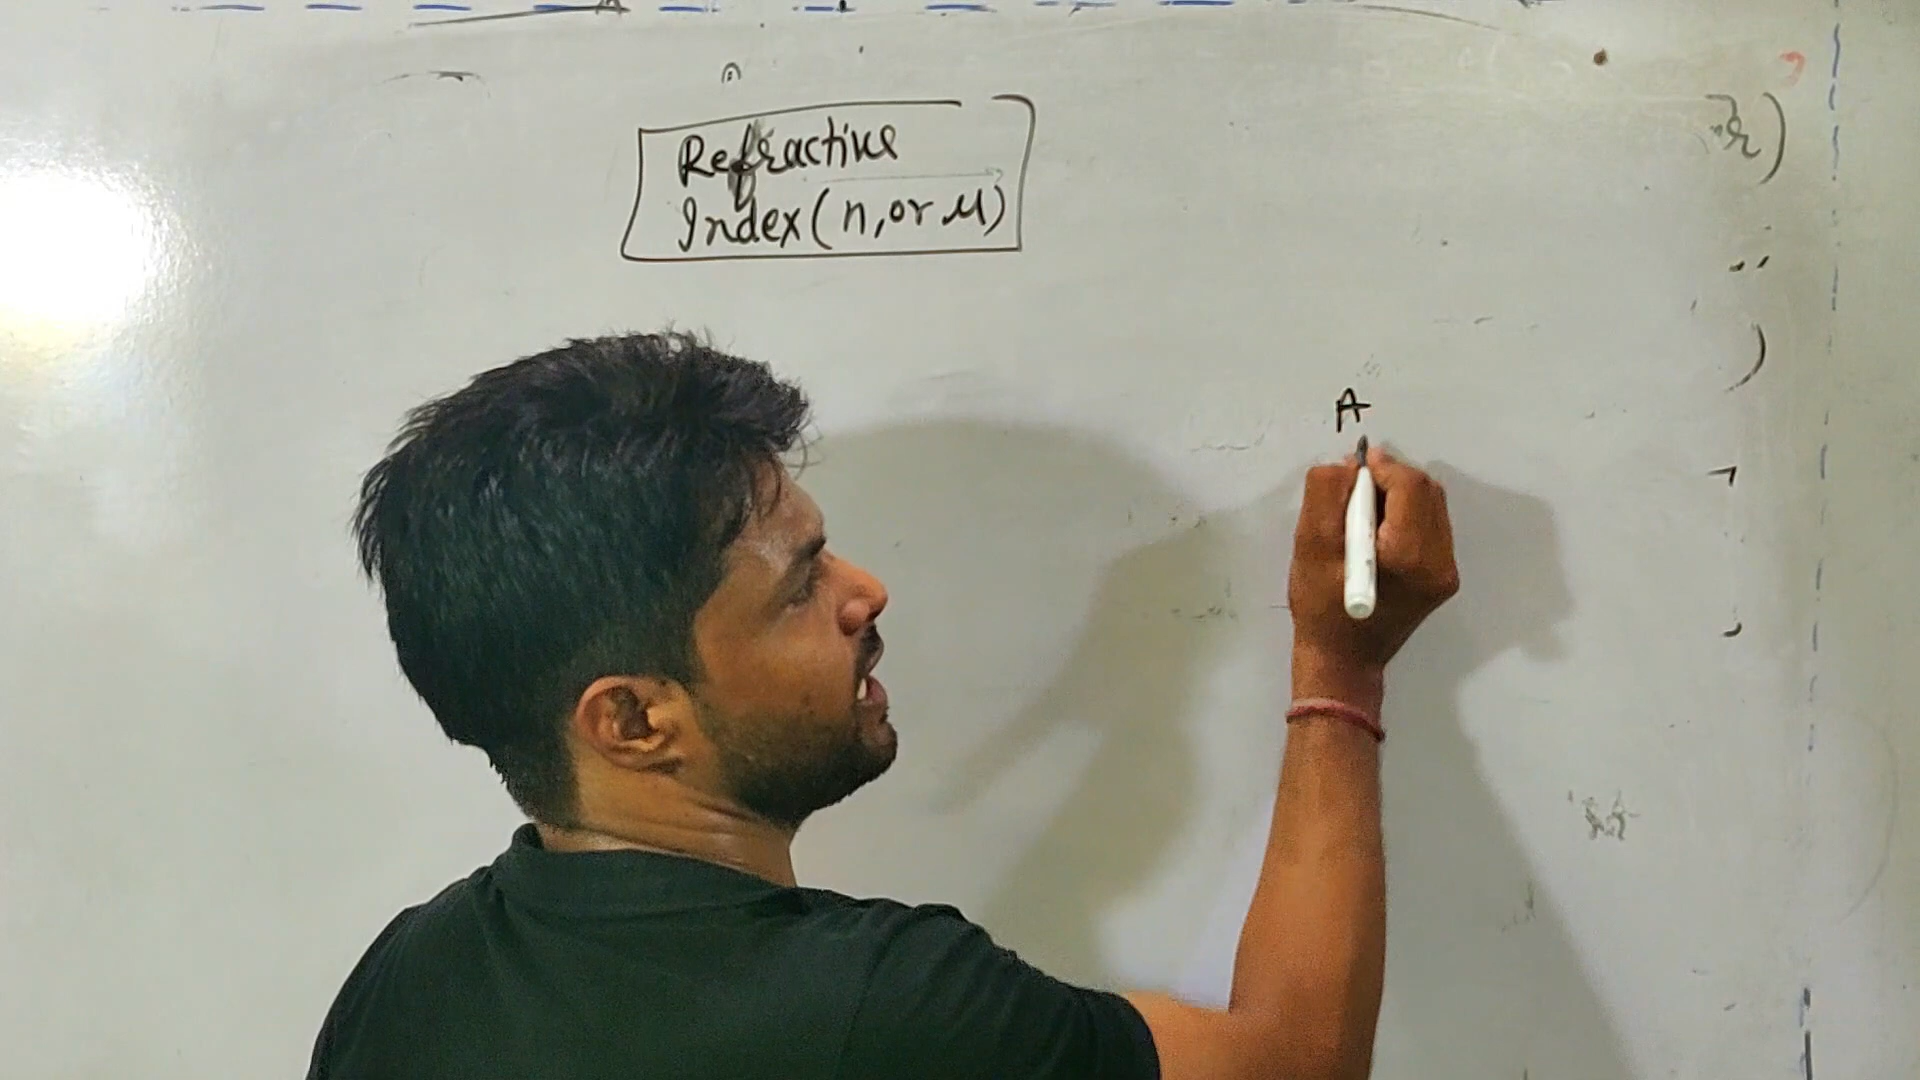 Refractive
Index (n, or μ)
A